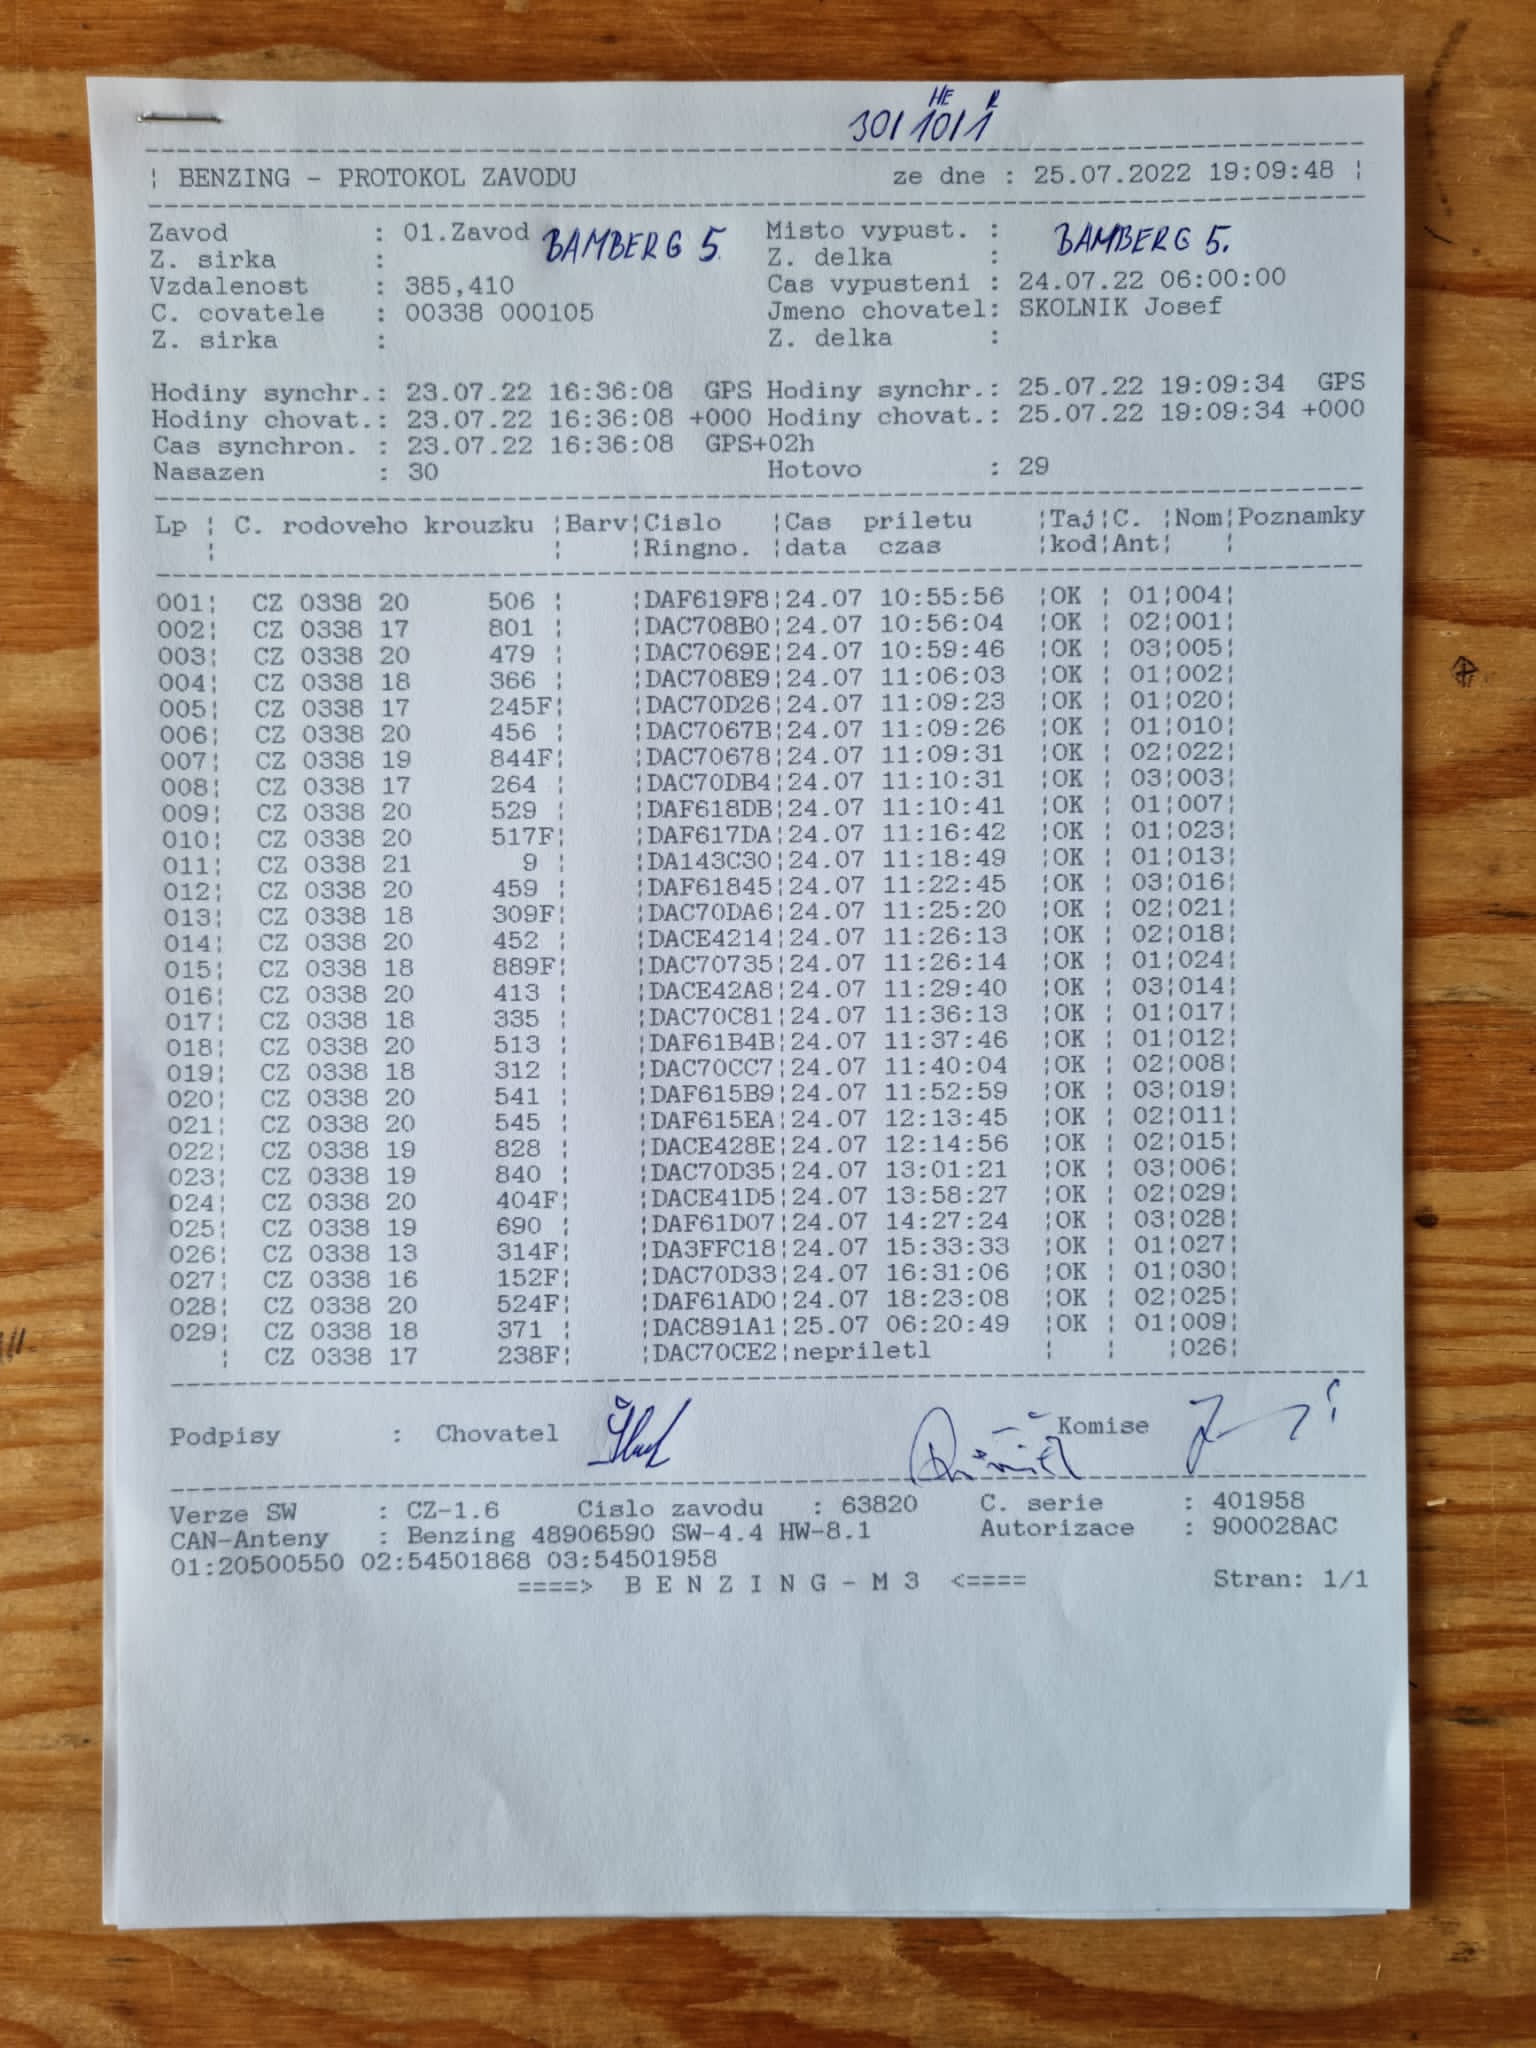 HE R
30/10/1
BENZING - PROTOKOL ZAVODU ze dne : 25.07.2022 19:09:48
Zavod : 01.Zavod BAMBERG 5. Misto vypust. : BAMBERG 5.
Z. sirka : Z. delka :
Vzdalenost : 385,410 Cas vypusteni : 24.07.22 06:00:00
C. covatele : 00338 000105 Jmeno chovatel: SKOLNIK Josef
Z. sirka : Z. delka :
Hodiny synchr.: 23.07.22 16:36:08 GPS Hodiny synchr.: 25.07.22 19:09:34 GPS
Hodiny chovat.: 23.07.22 16:36:08 +000 Hodiny chovat.: 25.07.22 19:09:34 +000
Cas synchron. : 23.07.22 16:36:08 GPS+02h
Nasazen : 30 Hotovo : 29
Lp ¦ C. rodoveho krouzku ¦Barv¦Cislo ¦Cas priletu ¦Taj¦C. ¦Nom¦Poznamky
¦ ¦ ¦Ringno. ¦data czas ¦kod¦Ant¦ ¦
001¦ CZ 0338 20 506 ¦ ¦DAF619F8¦24.07 10:55:56 ¦OK ¦ 01¦004¦
002¦ CZ 0338 17 801 ¦ ¦DAC708B0¦24.07 10:56:04 ¦OK ¦ 02¦001¦
003¦ CZ 0338 20 479 ¦ ¦DAC7069E¦24.07 10:59:46 ¦OK ¦ 03¦005¦
004¦ CZ 0338 18 366 ¦ ¦DAC708E9¦24.07 11:06:03 ¦OK ¦ 01¦002¦
005¦ CZ 0338 17 245F¦ ¦DAC70D26¦24.07 11:09:23 ¦OK ¦ 01¦020¦
006¦ CZ 0338 20 456 ¦ ¦DAC7067B¦24.07 11:09:26 ¦OK ¦ 01¦010¦
007¦ CZ 0338 19 844F¦ ¦DAC70678¦24.07 11:09:31 ¦OK ¦ 02¦022¦
008¦ CZ 0338 17 264 ¦ ¦DAC70DB4¦24.07 11:10:31 ¦OK ¦ 03¦003¦
009¦ CZ 0338 20 529 ¦ ¦DAF618DB¦24.07 11:10:41 ¦OK ¦ 01¦007¦
010¦ CZ 0338 20 517F¦ ¦DAF617DA¦24.07 11:16:42 ¦OK ¦ 01¦023¦
011¦ CZ 0338 21 9 ¦ ¦DA143C30¦24.07 11:18:49 ¦OK ¦ 01¦013¦
012¦ CZ 0338 20 459 ¦ ¦DAF61845¦24.07 11:22:45 ¦OK ¦ 03¦016¦
013¦ CZ 0338 18 309F¦ ¦DAC70DA6¦24.07 11:25:20 ¦OK ¦ 02¦021¦
014¦ CZ 0338 20 452 ¦ ¦DACE4214¦24.07 11:26:13 ¦OK ¦ 02¦018¦
015¦ CZ 0338 18 889F¦ ¦DAC70735¦24.07 11:26:14 ¦OK ¦ 01¦024¦
016¦ CZ 0338 20 413 ¦ ¦DACE42A8¦24.07 11:29:40 ¦OK ¦ 03¦014¦
017¦ CZ 0338 18 335 ¦ ¦DAC70C81¦24.07 11:36:13 ¦OK ¦ 01¦017¦
018¦ CZ 0338 20 513 ¦ ¦DAF61B4B¦24.07 11:37:46 ¦OK ¦ 01¦012¦
019¦ CZ 0338 18 312 ¦ ¦DAC70CC7¦24.07 11:40:04 ¦OK ¦ 02¦008¦
020¦ CZ 0338 20 541 ¦ ¦DAF615B9¦24.07 11:52:59 ¦OK ¦ 03¦019¦
021¦ CZ 0338 20 545 ¦ ¦DAF615EA¦24.07 12:13:45 ¦OK ¦ 02¦011¦
022¦ CZ 0338 19 828 ¦ ¦DACE428E¦24.07 12:14:56 ¦OK ¦ 02¦015¦
023¦ CZ 0338 19 840 ¦ ¦DAC70D35¦24.07 13:01:21 ¦OK ¦ 03¦006¦
024¦ CZ 0338 20 404F¦ ¦DACE41D5¦24.07 13:58:27 ¦OK ¦ 02¦029¦
025¦ CZ 0338 19 690 ¦ ¦DAF61D07¦24.07 14:27:24 ¦OK ¦ 03¦028¦
026¦ CZ 0338 13 314F¦ ¦DA3FFC18¦24.07 15:33:33 ¦OK ¦ 01¦027¦
027¦ CZ 0338 16 152F¦ ¦DAC70D33¦24.07 16:31:06 ¦OK ¦ 01¦030¦
028¦ CZ 0338 20 524F¦ ¦DAF61AD0¦24.07 18:23:08 ¦OK ¦ 02¦025¦
029¦ CZ 0338 18 371 ¦ ¦DAC891A1¦25.07 06:20:49 ¦OK ¦ 01¦009¦
¦ CZ 0338 17 238F¦ ¦DAC70CE2¦nepriletl ¦ ¦ ¦026¦
Podpisy : Chovatel Komise
Verze SW : CZ-1.6 Cislo zavodu : 63820 C. serie : 401958
CAN-Anteny : Benzing 48906590 SW-4.4 HW-8.1 Autorizace : 900028AC
01:20500550 02:54501868 03:54501958
====> B E N Z I N G - M 3 <==== Stran: 1/1